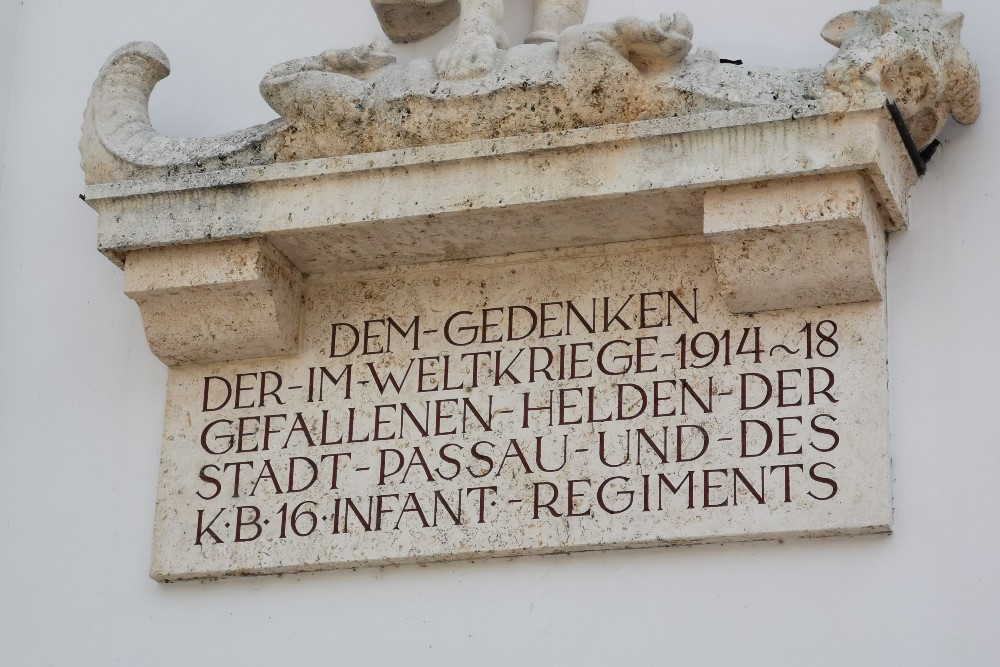 DEM-GEDENKEN
DER-IM-WELTKRIEGE-1914~18
GEFALLENEN-HELDEN-DER
STADT-PASSAU-UND-DES
K·B·16·INFANT·-REGIMENTS